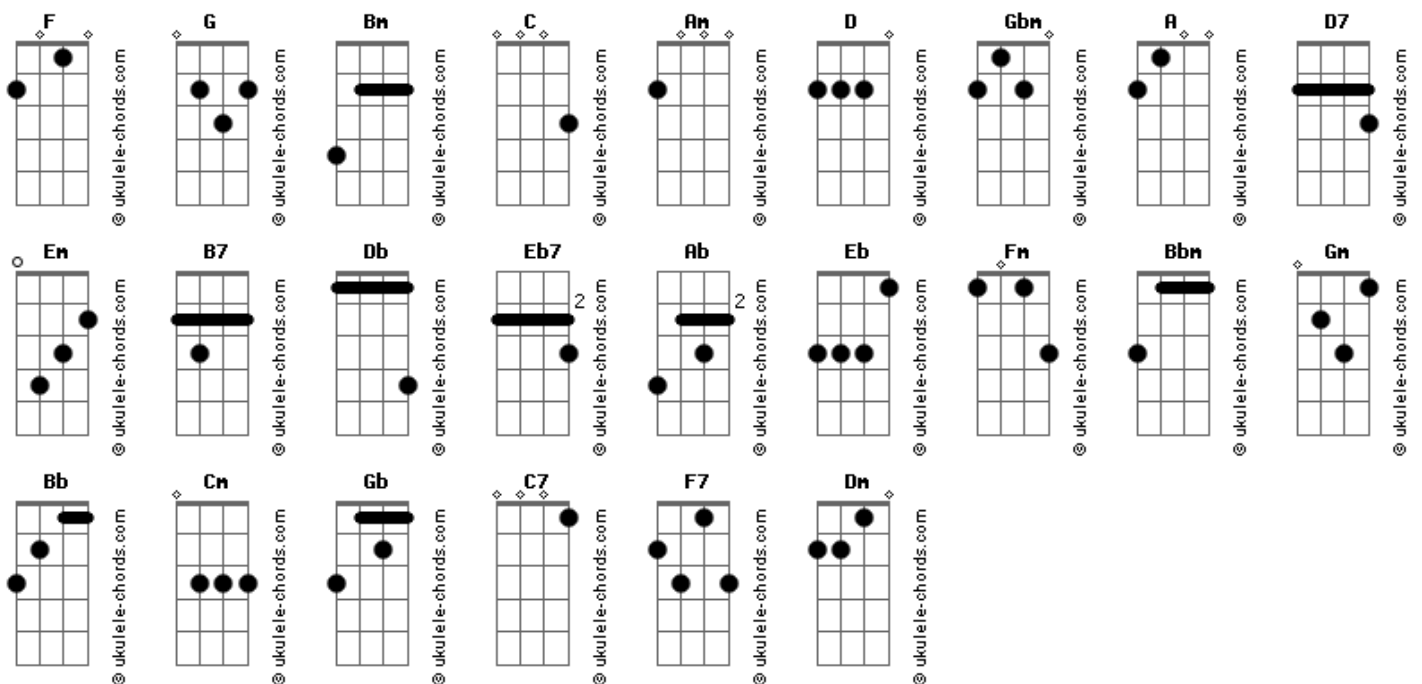 F G Bm C Am D Gbm A D7
© ukulele-chords.com © ukulele-chords.com © ukulele-chords.com © ukulele-chords.com © ukulele-chords.com © ukulele-chords.com © ukulele-chords.com © ukulele-chords.com © ukulele-chords.com
Em B7 Db Eb7 Ab Eb Fm Bbm Gm
2 2
© ukulele-chords.com © ukulele-chords.com © ukulele-chords.com © ukulele-chords.com © ukulele-chords.com © ukulele-chords.com © ukulele-chords.com © ukulele-chords.com © ukulele-chords.com
Bb Cm Gb C7 F7 Dm
© ukulele-chords.com © ukulele-chords.com © ukulele-chords.com © ukulele-chords.com © ukulele-chords.com © ukulele-chords.com